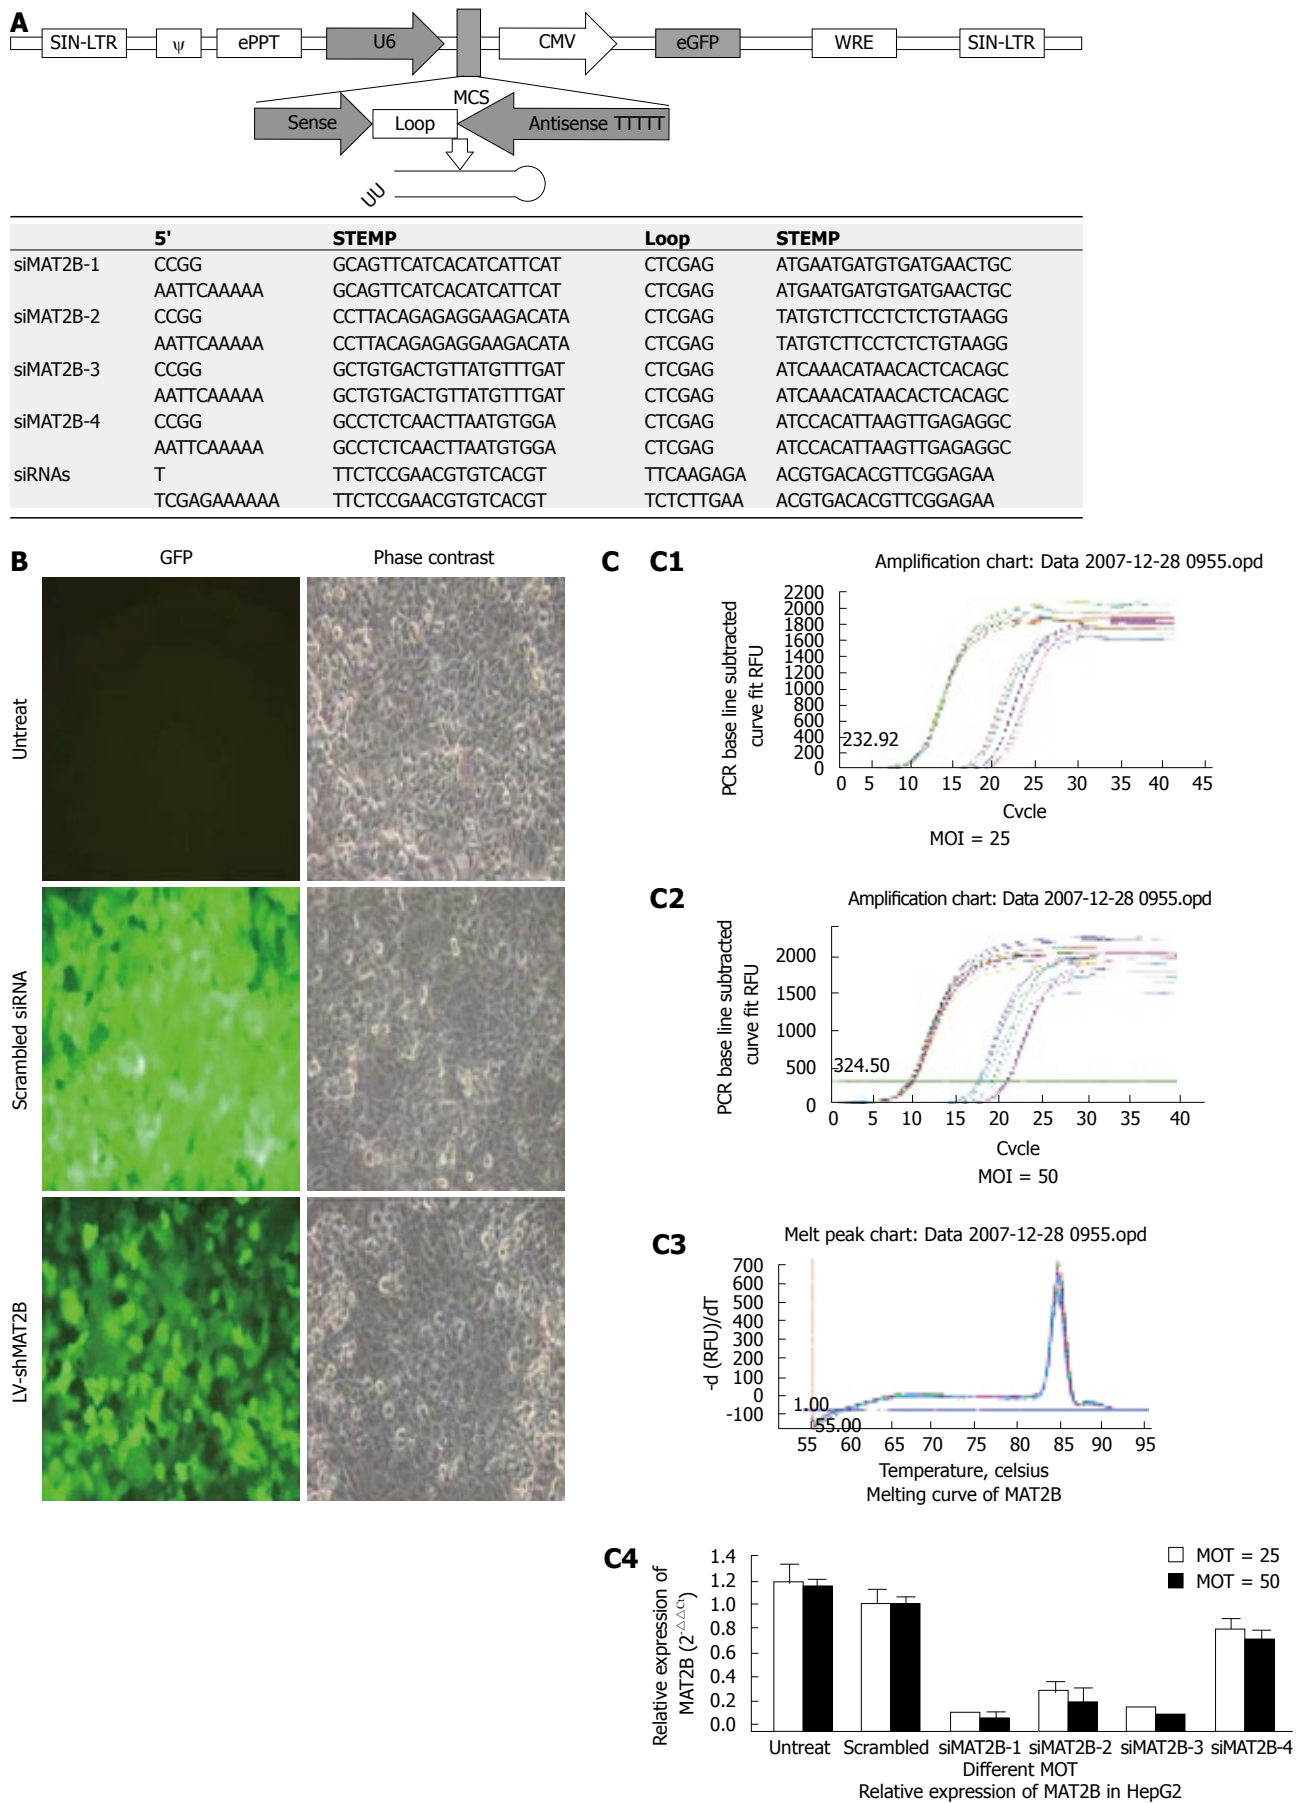 A
SIN-LTR ψ ePPT U6 CMV eGFP WRE SIN-LTR
MCS
Sense Loop Antisense TTTTT
UU
5' STEMP Loop STEMP
siMAT2B-1 CCGG GCAGTTCATCACATCATTCAT CTCGAG ATGAATGATGTGATGAACTGC
AATTCAAAAA GCAGTTCATCACATCATTCAT CTCGAG ATGAATGATGTGATGAACTGC
siMAT2B-2 CCGG CCTTACAGAGAGGAAGACATA CTCGAG TATGTCTTCCTCTCTGTAAGG
AATTCAAAAA CCTTACAGAGAGGAAGACATA CTCGAG TATGTCTTCCTCTCTGTAAGG
siMAT2B-3 CCGG GCTGTGACTGTTATGTTTGAT CTCGAG ATCAAACATAACACTCACAGC
AATTCAAAAA GCTGTGACTGTTATGTTTGAT CTCGAG ATCAAACATAACACTCACAGC
siMAT2B-4 CCGG GCCTCTCAACTTAATGTGGA CTCGAG ATCCACATTAAGTTGAGAGGC
AATTCAAAAA GCCTCTCAACTTAATGTGGA CTCGAG ATCCACATTAAGTTGAGAGGC
siRNAs T TTCTCCGAACGTGTCACGT TTCAAGAGA ACGTGACACGTTCGGAGAA
TCGAGAAAAAA TTCTCCGAACGTGTCACGT TCTCTTGAA ACGTGACACGTTCGGAGAA
B
GFP Phase contrast
Untreat
Scrambled siRNA
LV-shMAT2B
C C1
Amplification chart: Data 2007-12-28 0955.opd
PCR base line subtracted
curve fit RFU
2200
2000
1800
1600
1400
1200
1000
800
600
400
200
0
232.92
0 5 10 15 20 25 30 35 40 45
Cvcle
MOI = 25
C2
Amplification chart: Data 2007-12-28 0955.opd
PCR base line subtracted
curve fit RFU
2000
1500
1000
500
0
324.50
0 5 10 15 20 25 30 35 40
Cvcle
MOI = 50
C3
Melt peak chart: Data 2007-12-28 0955.opd
-d (RFU)/dT
700
600
500
400
300
200
100
0
-100
1.00
55.00
55 60 65 70 75 80 85 90 95
Temperature, celsius
Melting curve of MAT2B
C4
Relative expression of
MAT2B (2-△△Ct)
1.4
1.2
1.0
0.8
0.6
0.4
0.2
0.0
MOT = 25
MOT = 50
Untreat Scrambled siMAT2B-1 siMAT2B-2 siMAT2B-3 siMAT2B-4
Different MOT
Relative expression of MAT2B in HepG2